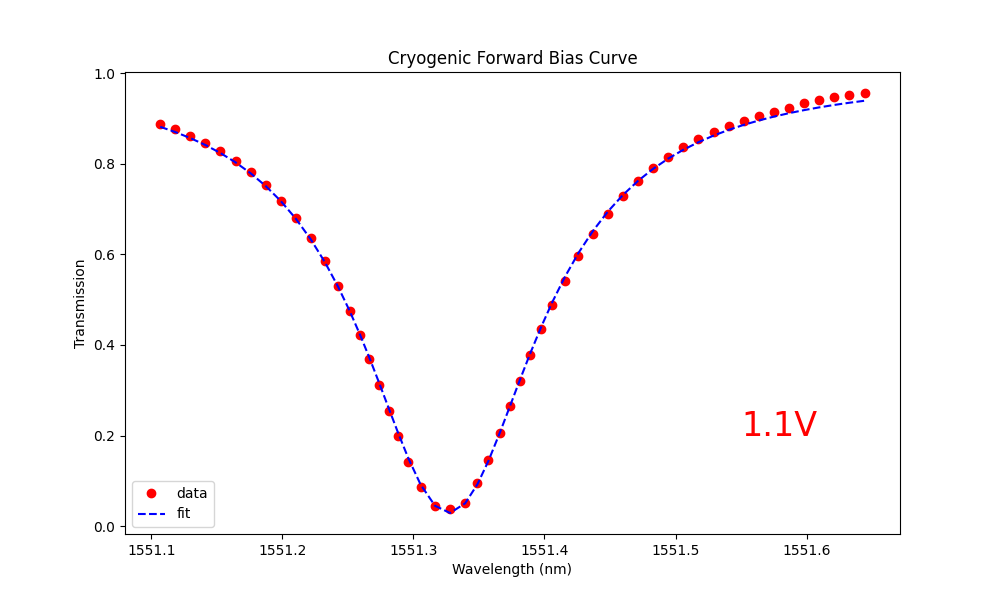 Cryogenic Forward Bias Curve
1.0
0.8
0.6
0.4
0.2
0.0
Transmission
1.1V
data
fit
1551.1 1551.2 1551.3 1551.4 1551.5 1551.6
Wavelength (nm)